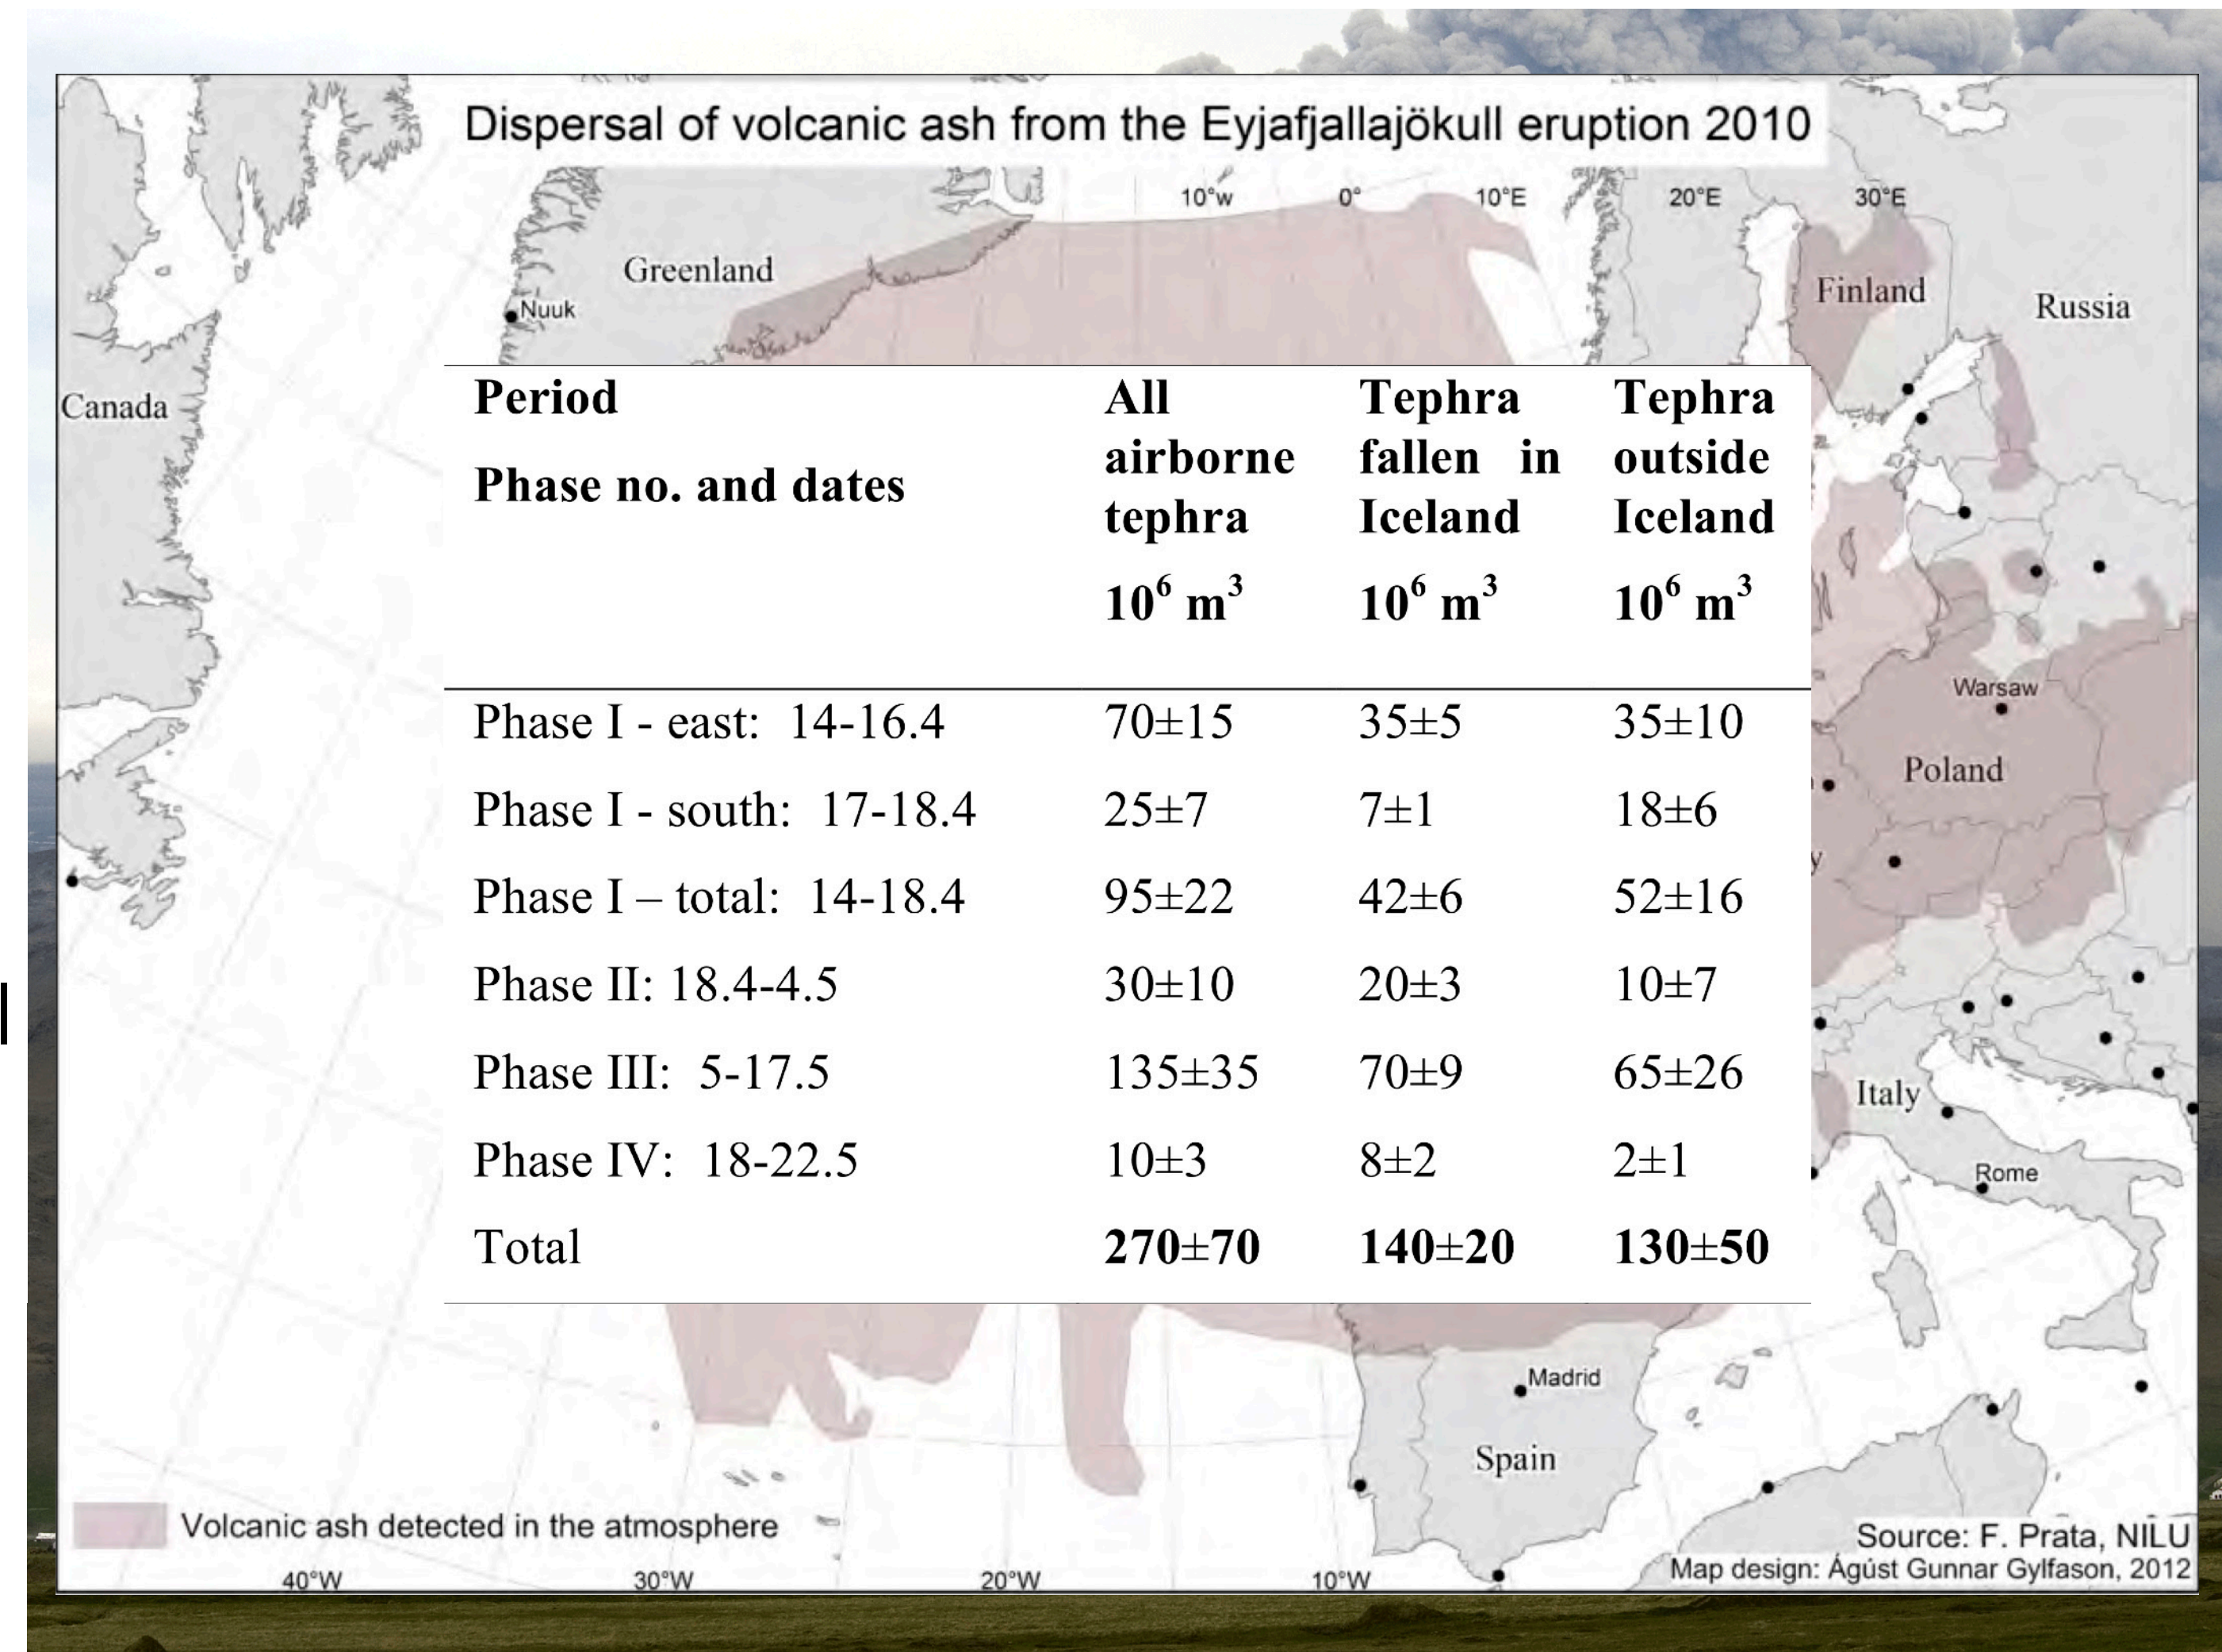 Dispersal of volcanic ash from the Eyjafjallajökull eruption 2010
10°W 0° 10°E 20°E 30°E
Greenland
Nuuk
Finland
Russia
Canada
Period
Phase no. and dates
All airborne tephra 10⁶ m³
Tephra fallen in Iceland 10⁶ m³
Tephra outside Iceland 10⁶ m³
Phase I - east: 14-16.4 70±15 35±5 35±10
Phase I - south: 17-18.4 25±7 7±1 18±6
Phase I – total: 14-18.4 95±22 42±6 52±16
Phase II: 18.4-4.5 30±10 20±3 10±7
Phase III: 5-17.5 135±35 70±9 65±26
Phase IV: 18-22.5 10±3 8±2 2±1
Total 270±70 140±20 130±50
Warsaw
Poland
Italy
Rome
Madrid
Spain
Volcanic ash detected in the atmosphere
Source: F. Prata, NILU
Map design: Ágúst Gunnar Gylfason, 2012
40°W 30°W 20°W 10°W